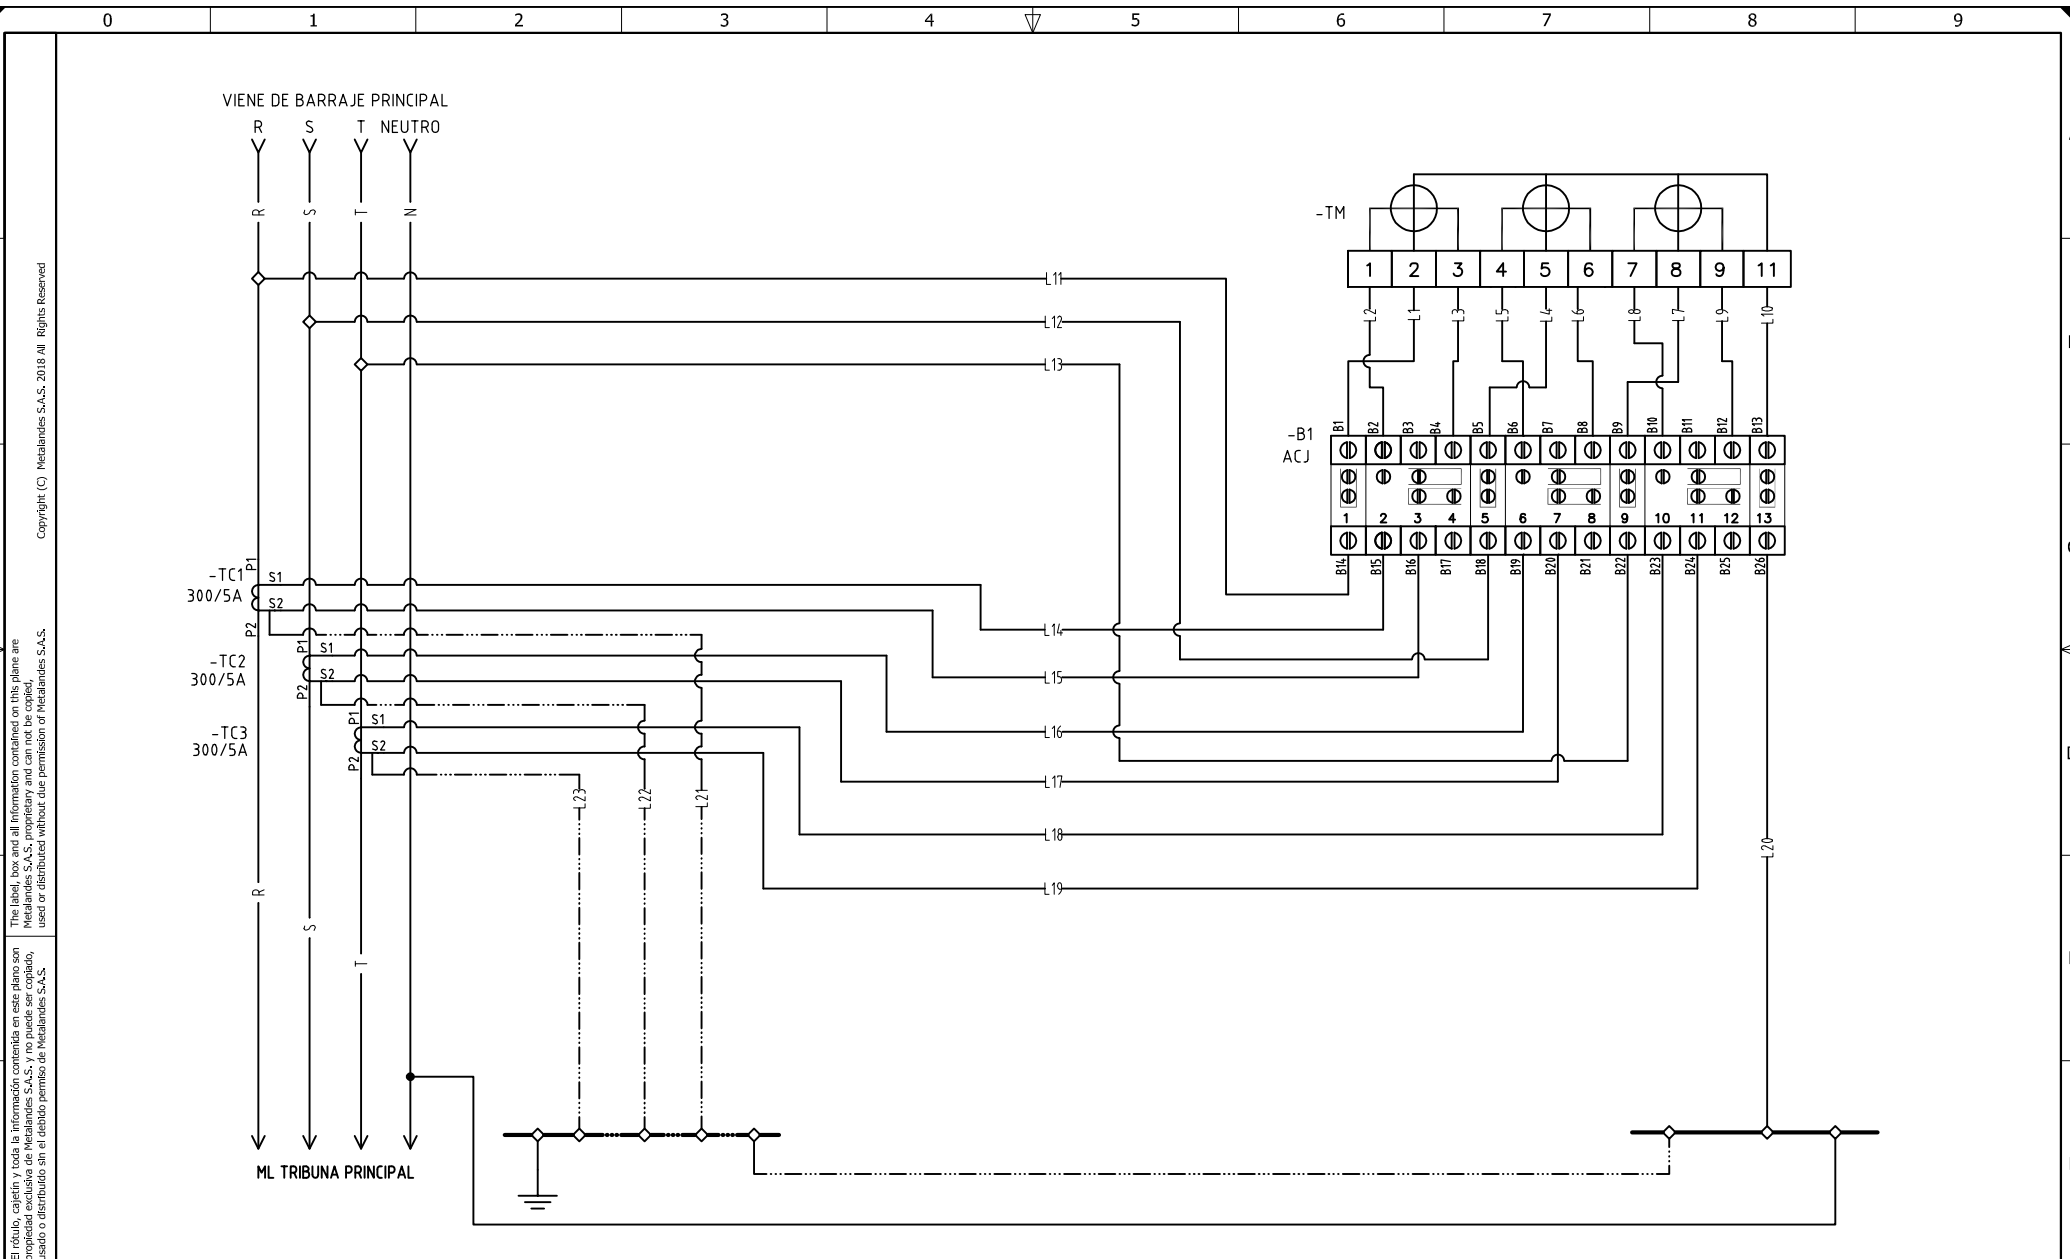 0 1 2 3 4 5 6 7 8 9
VIENE DE BARRAJE PRINCIPAL
R S T NEUTRO
R S T N
-TM
1 2 3 4 5 6 7 8 9 11
L2 L1 L3 L5 L4 L6 L8 L7 L9 L10
L11
L12
L13
-B1
ACJ
B1 B2 B3 B4 B5 B6 B7 B8 B9 B10 B11 B12 B13
1 2 3 4 5 6 7 8 9 10 11 12 13
B14 B15 B16 B17 B18 B19 B20 B21 B22 B23 B24 B25 B26
-TC1
300/5A
P1
S1
S2
P2
L14
-TC2
300/5A
P1
S1
S2
P2
L15
-TC3
300/5A
P1
S1
S2
P2
L16
L17
L23 L22 L21
L18
L20
L19
R
S
T
ML TRIBUNA PRINCIPAL
Copyright (C) Metalandes S.A.S. 2018 All Rights Reserved
The label, box and all information contained on this plane are
Metalandes S.A.S. proprietary and can not be copied,
used or distributed without due permission of Metalandes S.A.S.
El rótulo, cajetín y toda la información contenida en este plano son
propiedad exclusiva de Metalandes S.A.S. y no puede ser copiado,
usado o distribuido sin el debido permiso de Metalandes S.A.S.